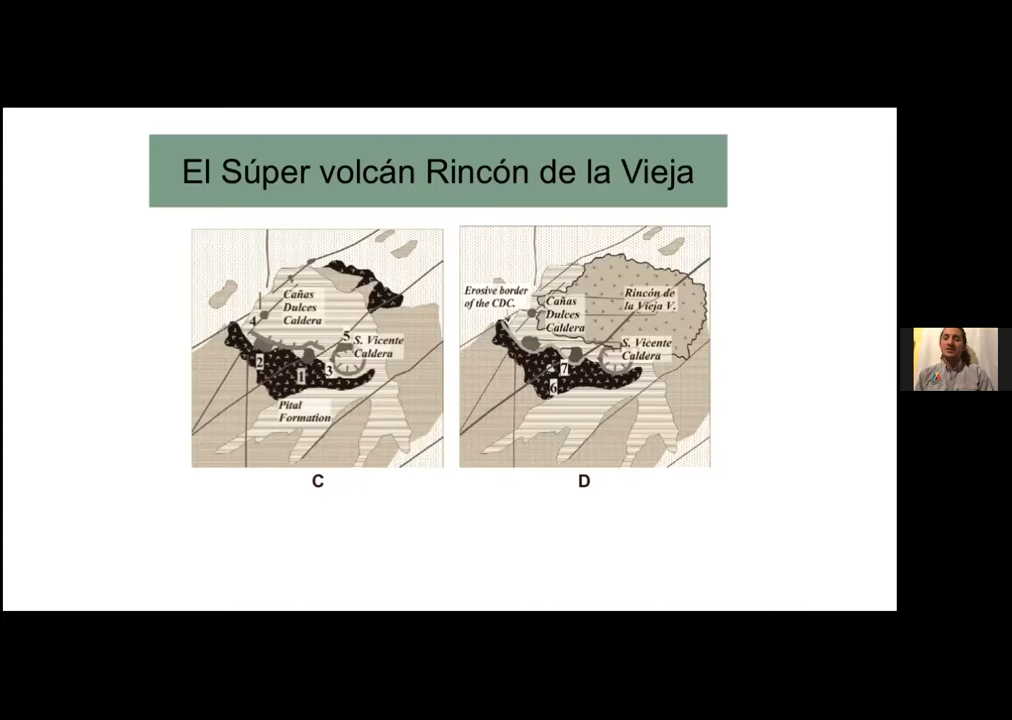 El Súper volcán Rincón de la Vieja
Cañas
Dulces
Caldera
4
5
S. Vicente
Caldera
2
1
3
Pital
Formation
C
Erosive border
of the CDC.
Cañas
Dulces
Caldera
Rincón de
la Vieja V.
S. Vicente
Caldera
7
6
D